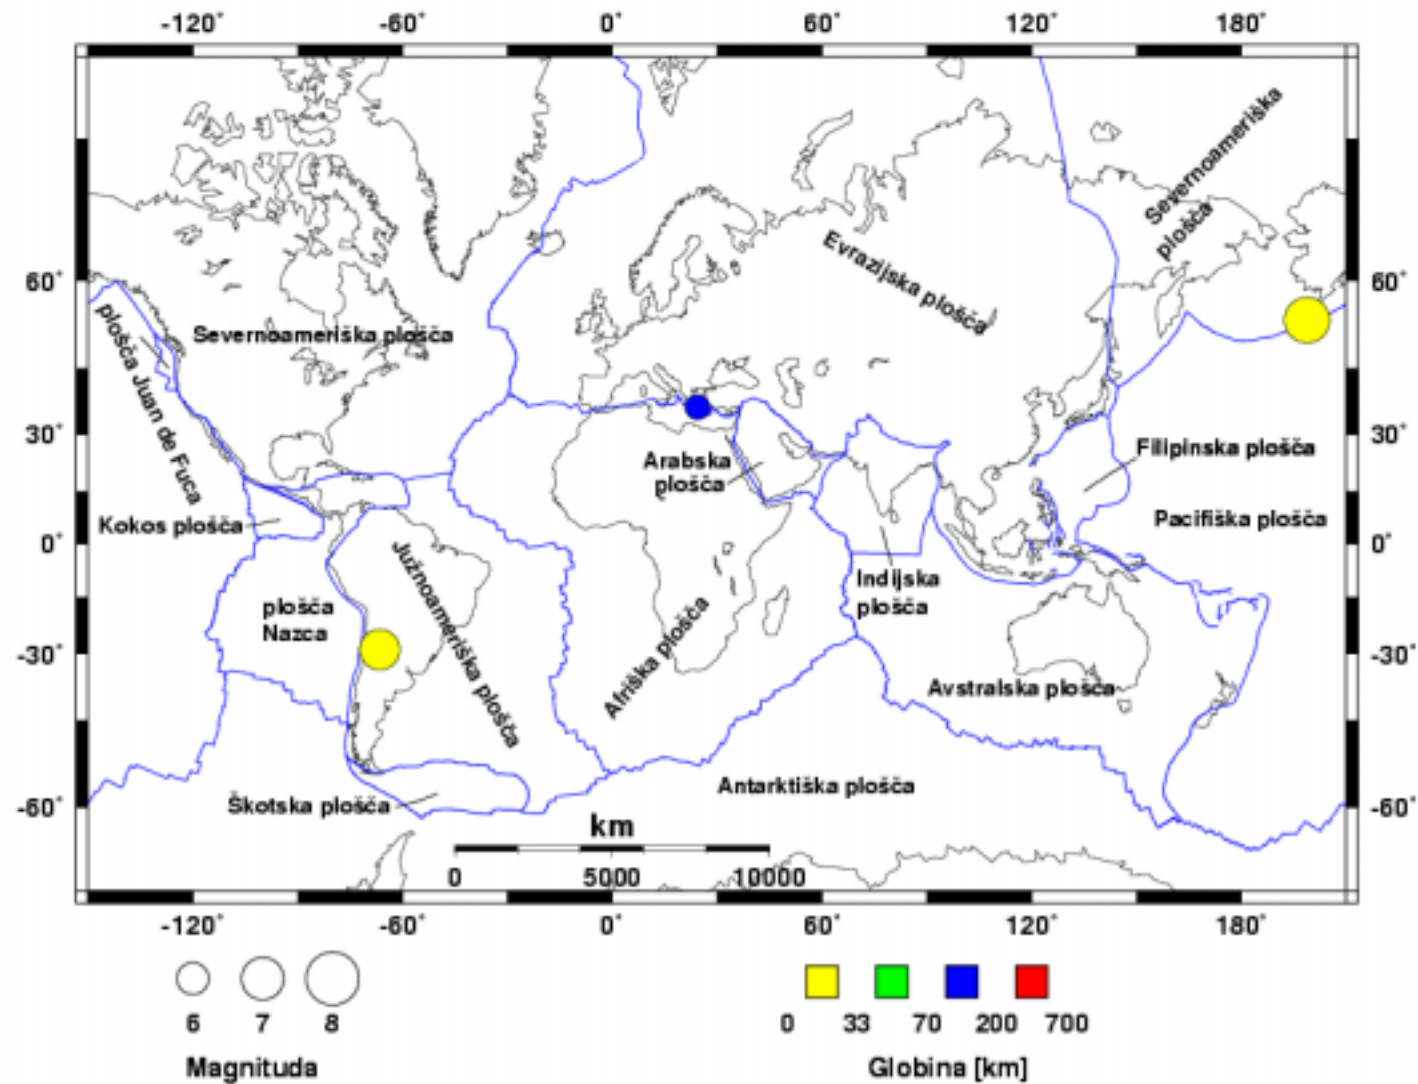 -120° -60° 0° 60° 120° 180°
Severnoameriška
plošča
Evrazijska plošča
60° 60°
plošča Juan de Fuca
Severnoameriška plošča
30° 30°
Filipinska plošča
Arabska
plošča
Kokos plošča
Pacifiška plošča
0° 0°
Južnoameriška plošča
Indijska
plošča
plošča
Nazca
Afriška plošča
-30° -30°
Avstralska plošča
Antarktiška plošča
Škotska plošča
-60° -60°
km
0 5000 10000
-120° -60° 0° 60° 120° 180°
6 7 8
0 33 70 200 700
Magnituda
Globina [km]